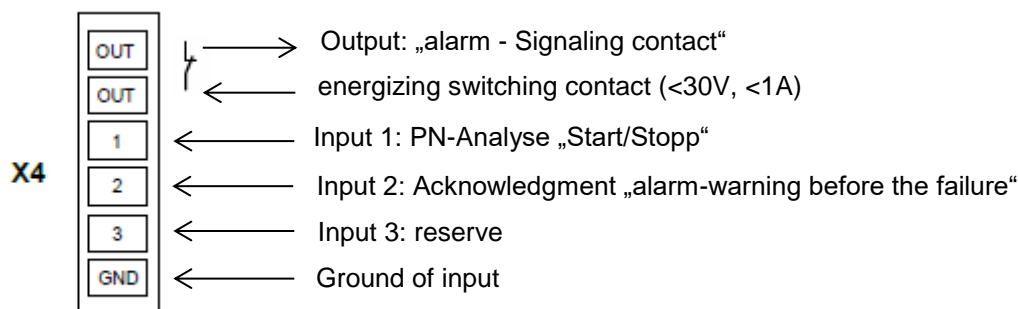 OUT
Output: „alarm - Signaling contact“
OUT
energizing switching contact (<30V, <1A)
1
Input 1: PN-Analyse „Start/Stopp“
X4
2
Input 2: Acknowledgment „alarm-warning before the failure“
3
Input 3: reserve
GND
Ground of input